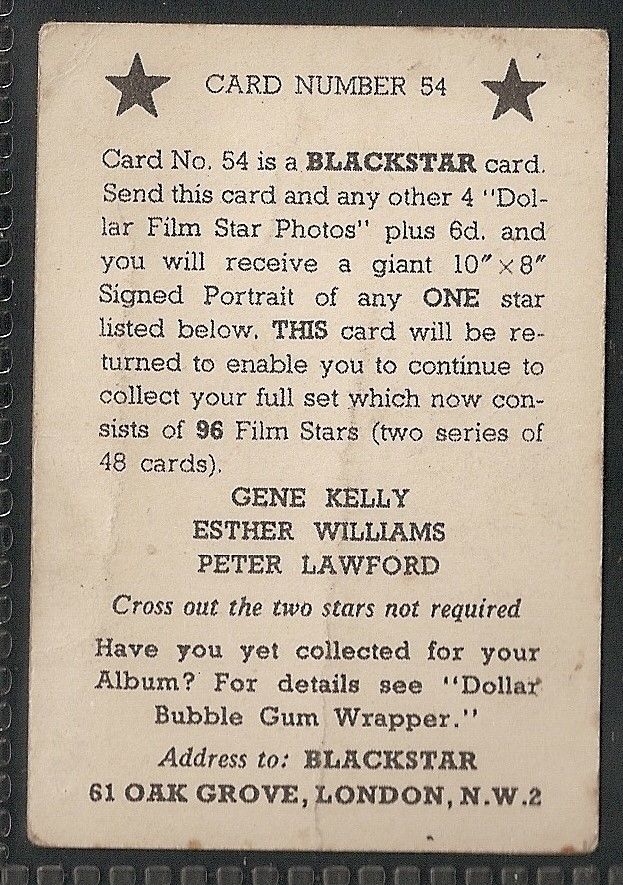 CARD NUMBER 54
Card No. 54 is a BLACKSTAR card.
Send this card and any other 4 "Dol-
lar Film Star Photos" plus 6d. and
you will receive a giant 10" × 8"
Signed Portrait of any ONE star
listed below. THIS card will be re-
turned to enable you to continue to
collect your full set which now con-
sists of 96 Film Stars (two series of
48 cards).
GENE KELLY
ESTHER WILLIAMS
PETER LAWFORD
Cross out the two stars not required
Have you yet collected for your
Album? For details see "Dollar
Bubble Gum Wrapper."
Address to: BLACKSTAR
61 OAK GROVE, LONDON, N.W.2